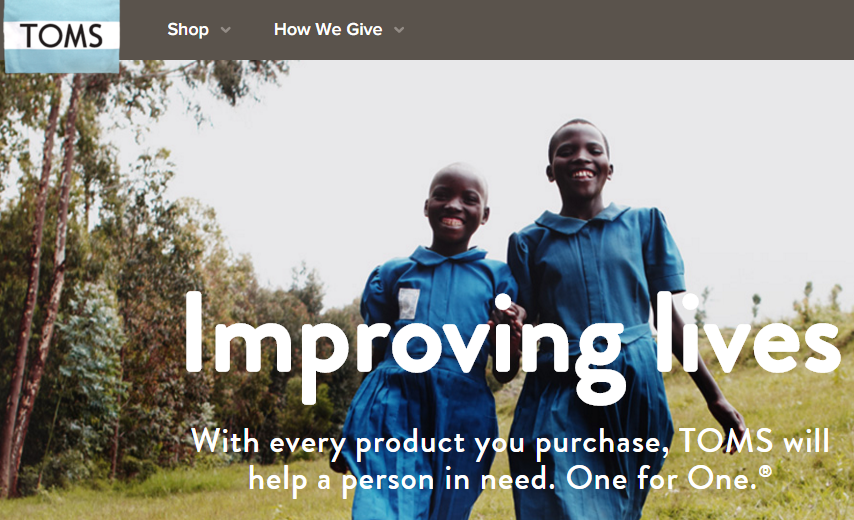 TOMS
Shop
How We Give
Improving lives
With every product you purchase, TOMS will
help a person in need. One for One.®